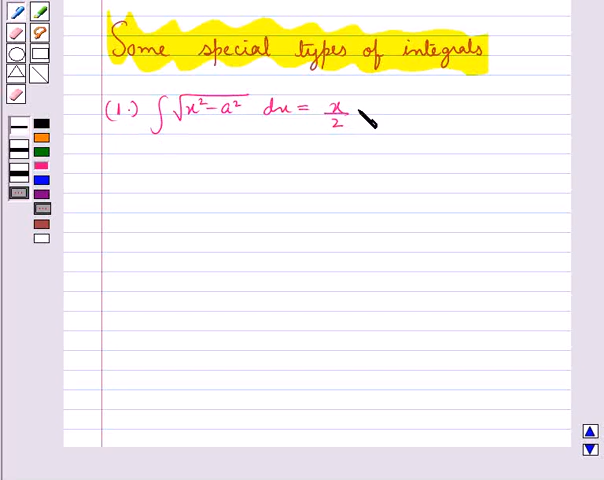 Some special types of integrals
(1.) ∫ √(x² - a²) dx = x/2